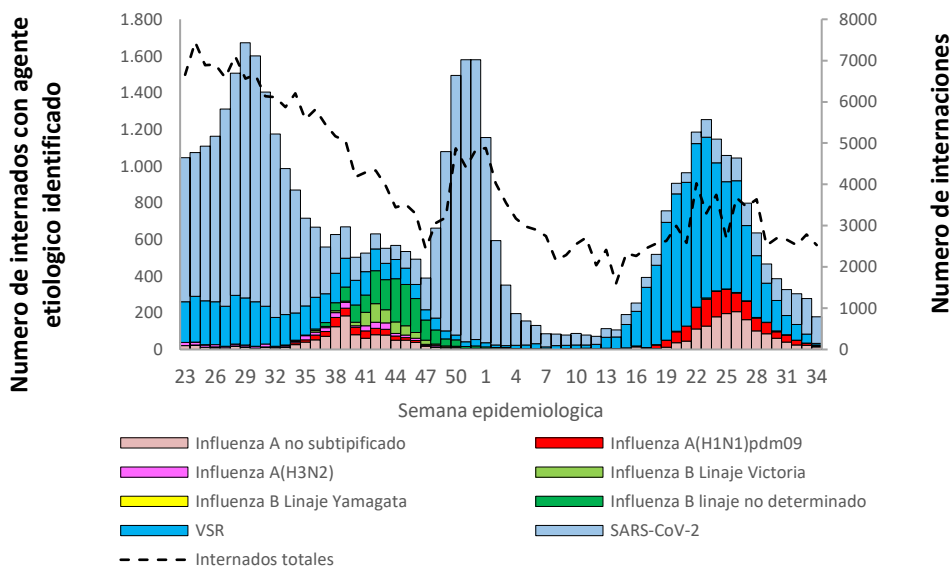 Numero de internados con agente
etiologico identificado
1.800
1.600
1.400
1.200
1.000
800
600
400
200
0
8000
7000
6000
5000
4000
3000
2000
1000
0
Numero de internaciones
23 26 29 32 35 38 41 44 47 50 1 4 7 10 13 16 19 22 25 28 31 34
Semana epidemiologica
Influenza A no subtipificado
Influenza A(H1N1)pdm09
Influenza A(H3N2)
Influenza B Linaje Victoria
Influenza B Linaje Yamagata
Influenza B linaje no determinado
VSR
SARS-CoV-2
Internados totales